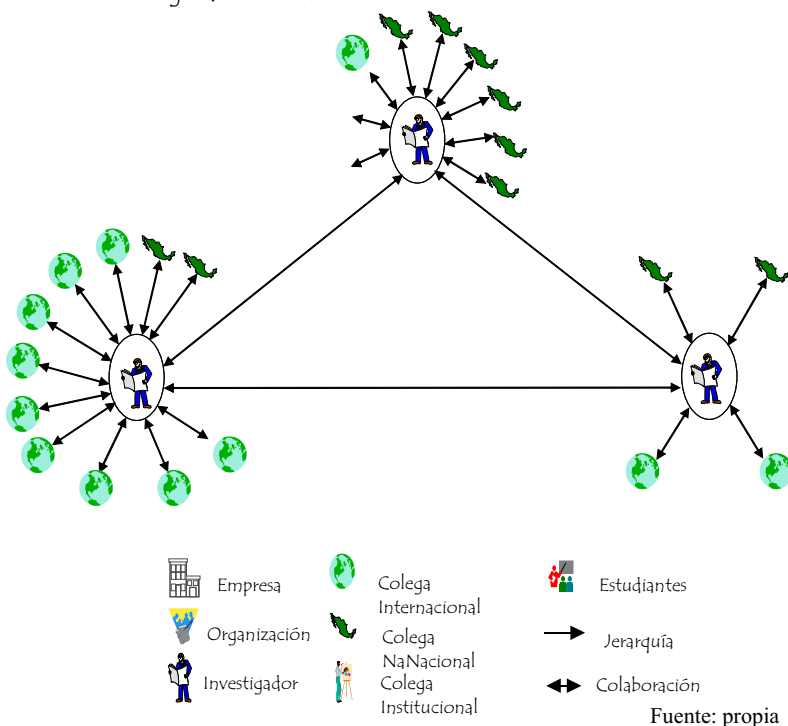 Empresa
Colega
Internacional
Estudiantes
Organización
Colega
NaNacional
Jerarquía
Investigador
Colega
Institucional
Colaboración
Fuente: propia